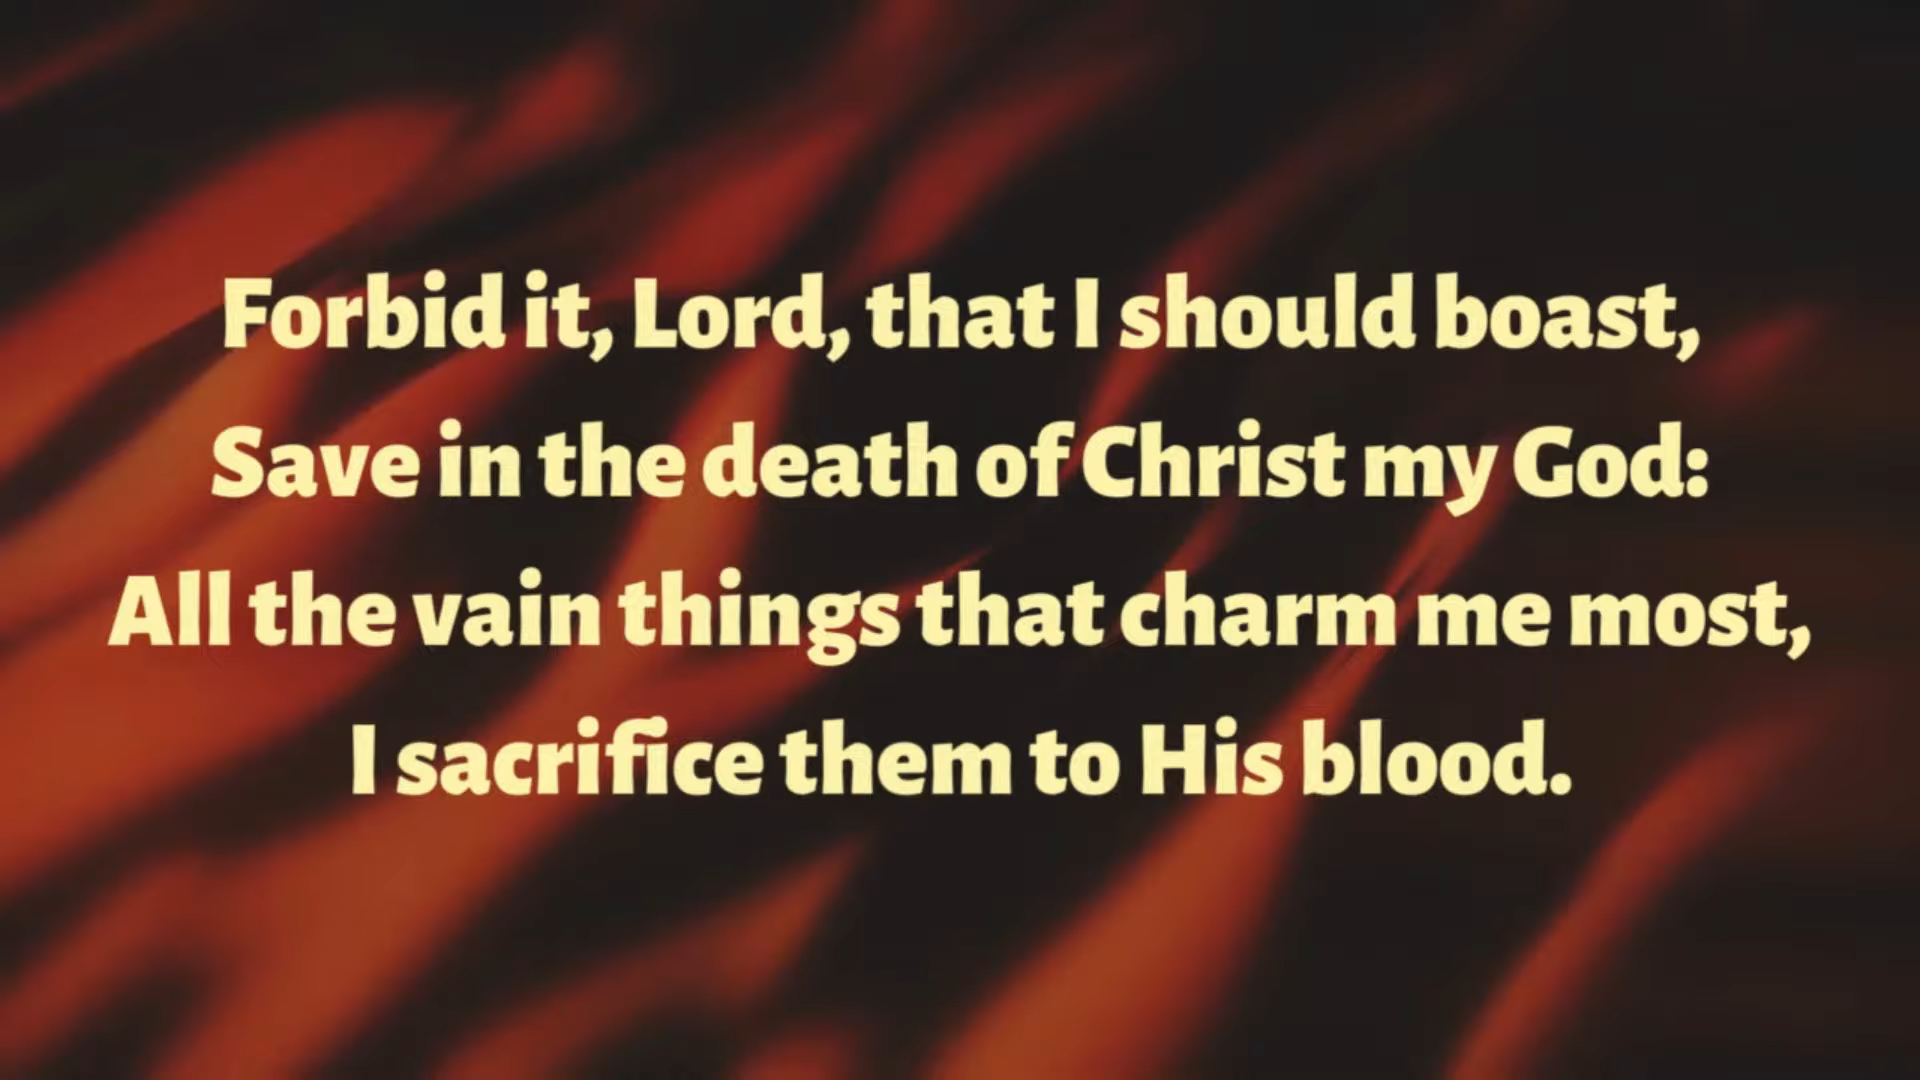 Forbid it, Lord, that I should boast,
Save in the death of Christ my God:
All the vain things that charm me most,
I sacrifice them to His blood.